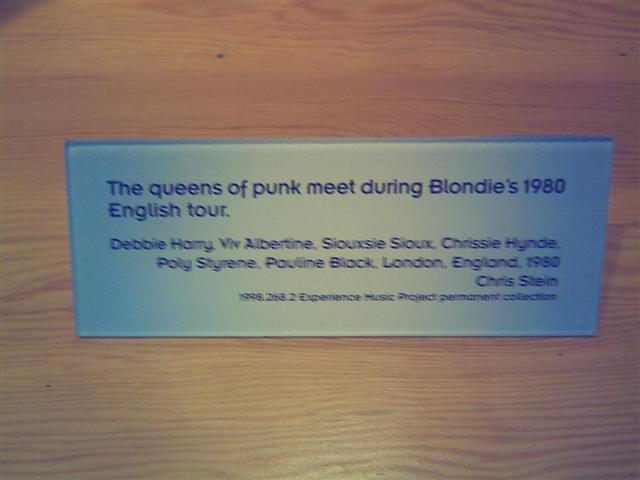 The queens of punk meet during Blondie's 1980
English tour.
Debbie Harry, Viv Albertine, Siouxsie Sioux, Chrissie Hynde,
Poly Styrene, Pauline Black, London, England, 1980
Chris Stein
1998.268.2 Experience Music Project permanent collection